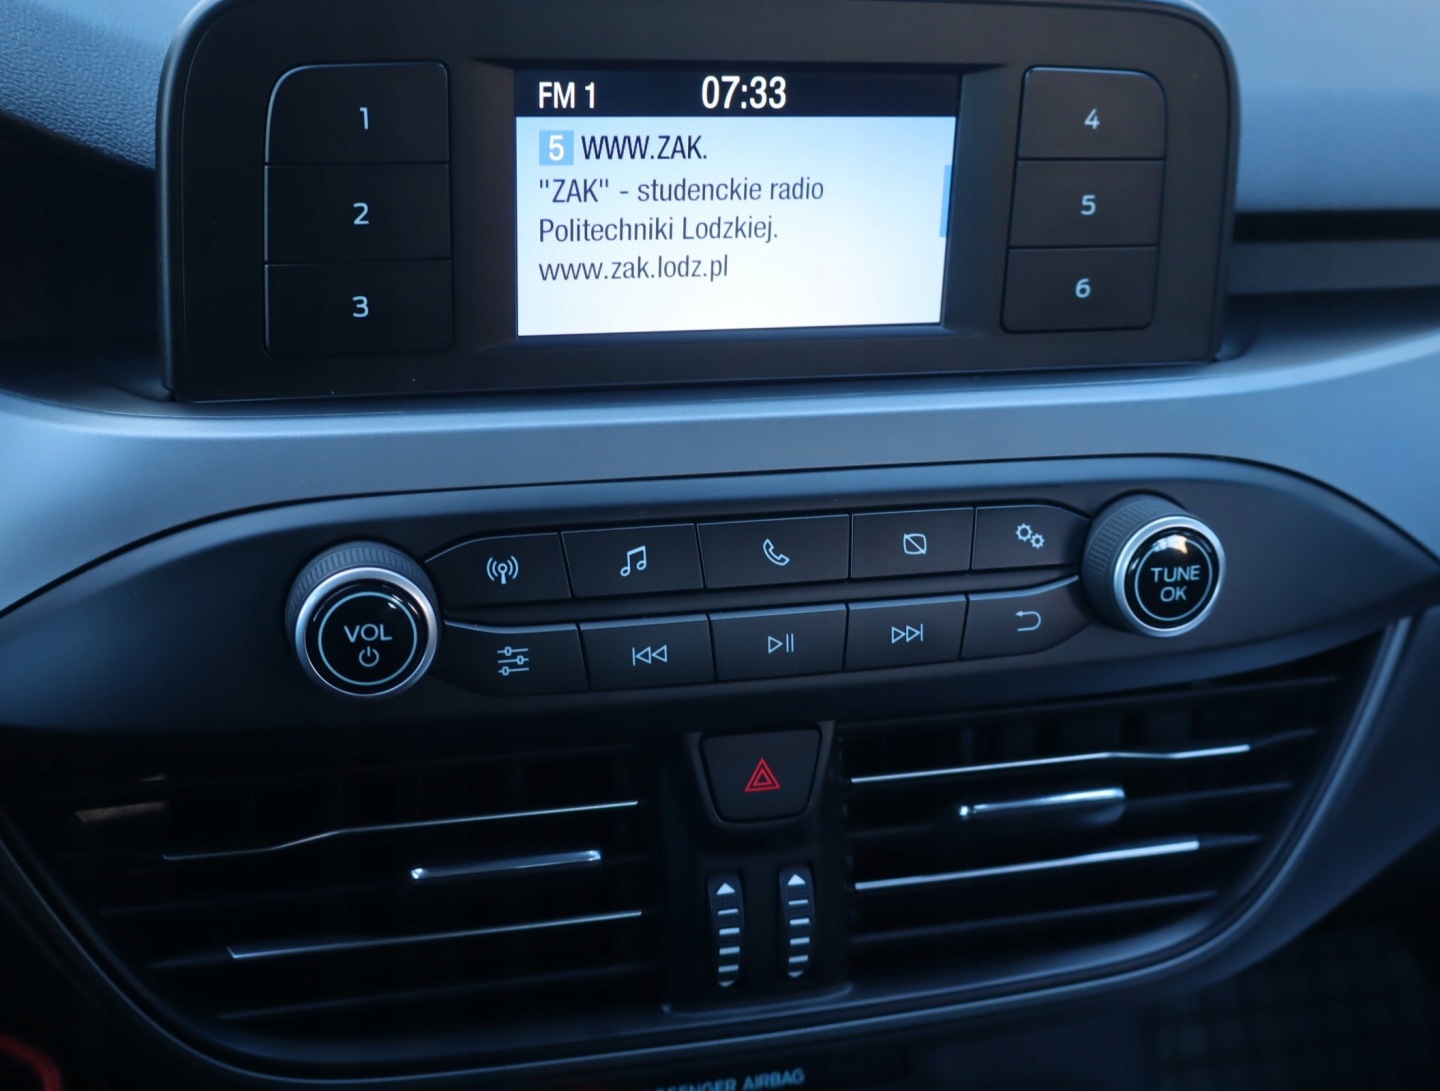 FM 1 07:33
1
5 WWW.ZAK.
4
"ZAK" - studenckie radio
2
Politechniki Lodzkiej.
5
www.zak.lodz.pl
3
6
VOL
TUNE
OK
AIRBAG